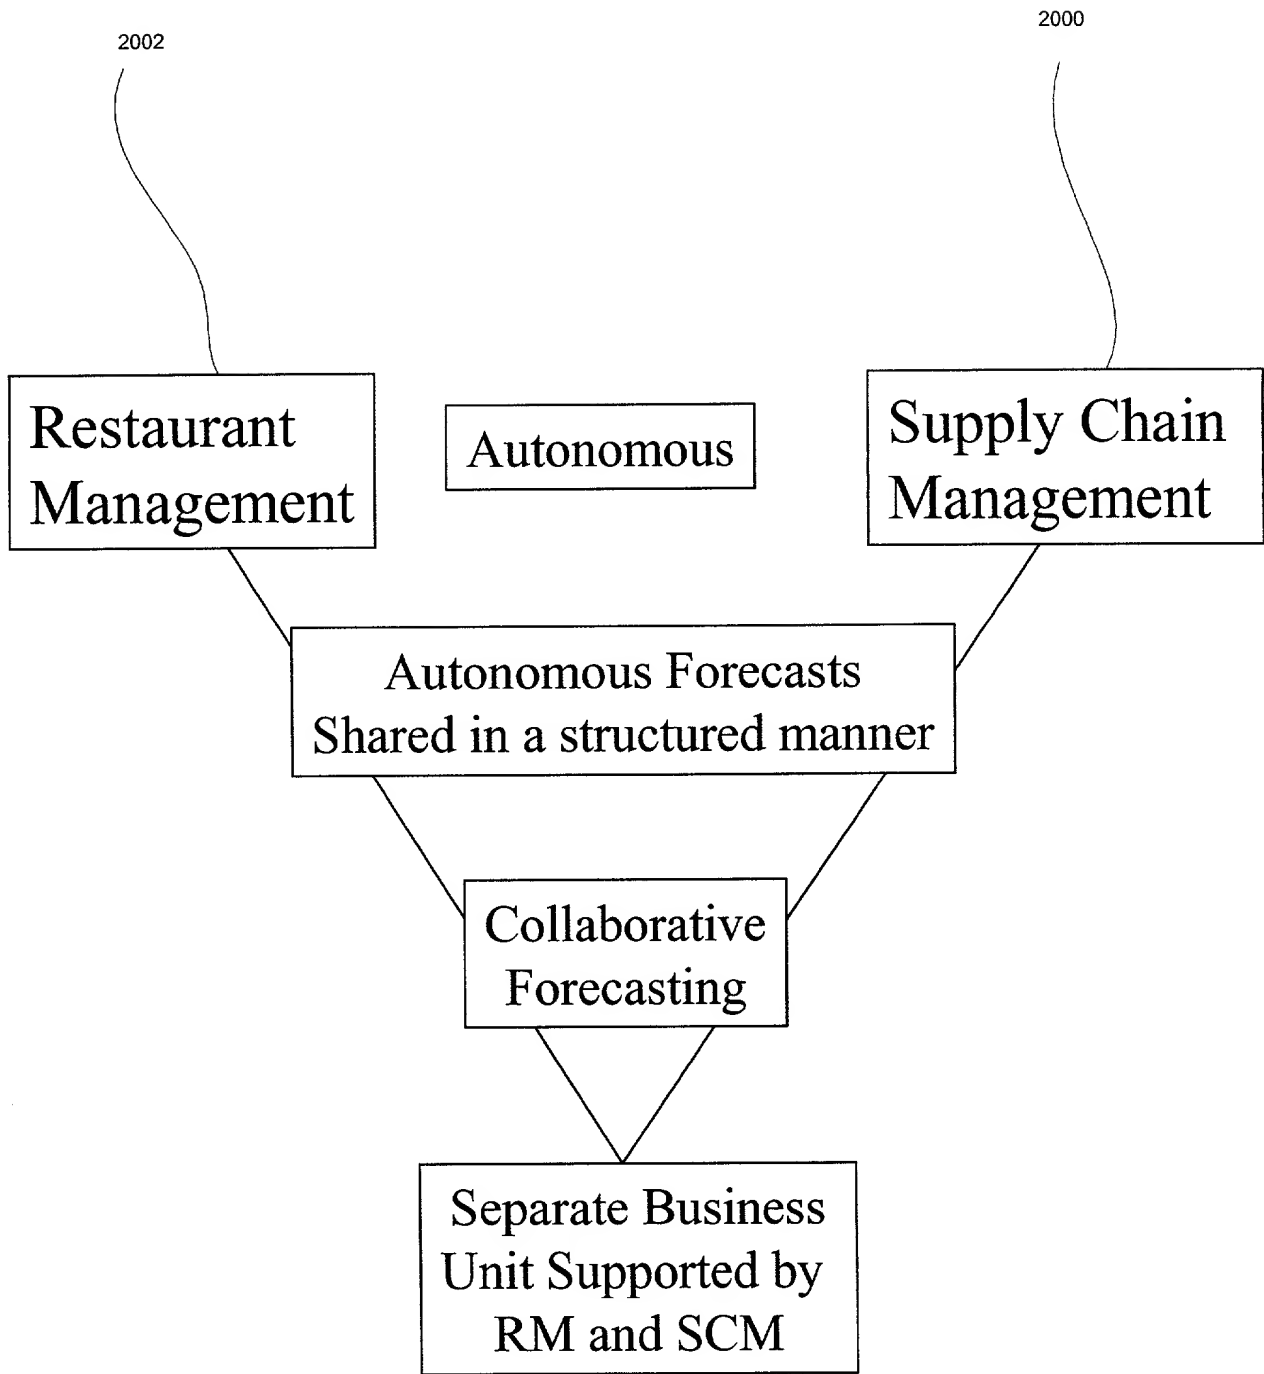 2002
2000
Restaurant
Management
Autonomous
Supply Chain
Management
Autonomous Forecasts
Shared in a structured manner
Collaborative
Forecasting
Separate Business
Unit Supported by
RM and SCM